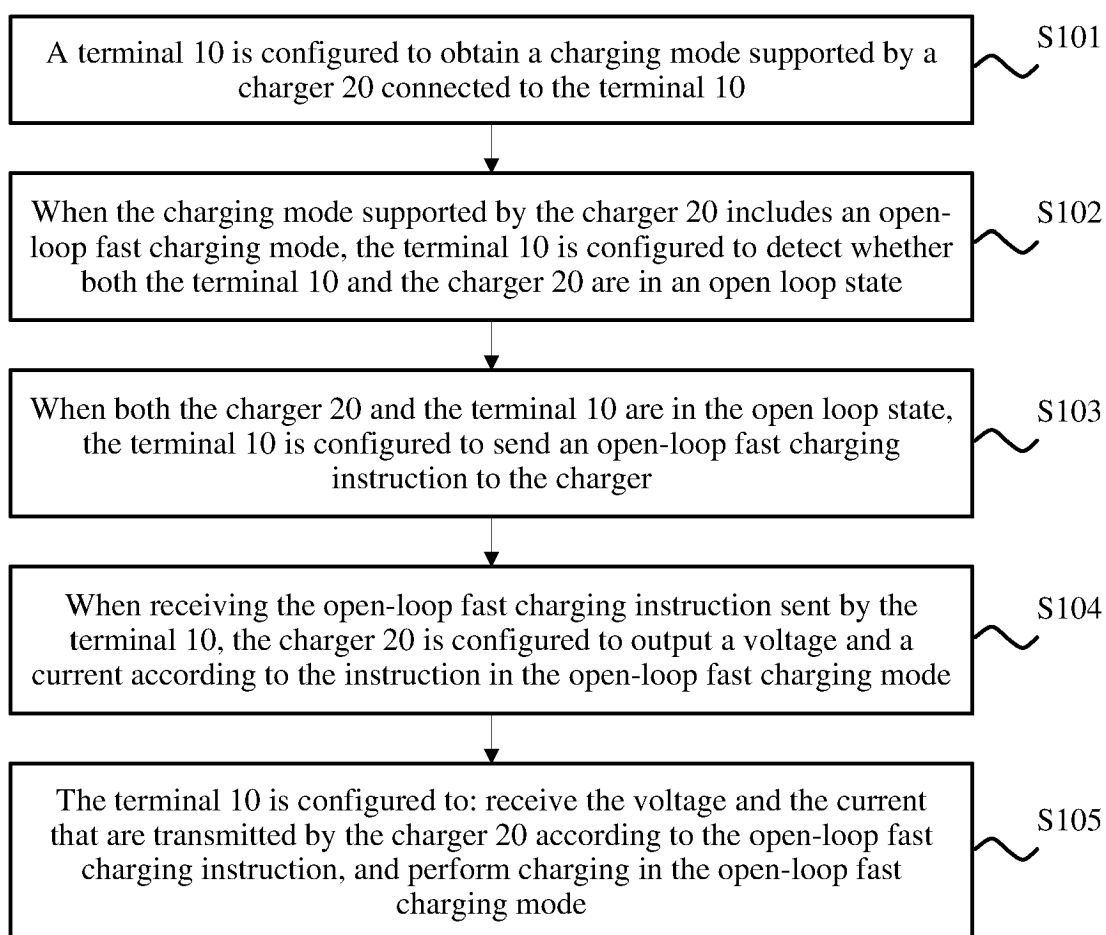 A terminal 10 is configured to obtain a charging mode supported by a
charger 20 connected to the terminal 10
S101
When the charging mode supported by the charger 20 includes an open-
loop fast charging mode, the terminal 10 is configured to detect whether
both the terminal 10 and the charger 20 are in an open loop state
S102
When both the charger 20 and the terminal 10 are in the open loop state,
the terminal 10 is configured to send an open-loop fast charging
instruction to the charger
S103
When receiving the open-loop fast charging instruction sent by the
terminal 10, the charger 20 is configured to output a voltage and a
current according to the instruction in the open-loop fast charging mode
S104
The terminal 10 is configured to: receive the voltage and the current
that are transmitted by the charger 20 according to the open-loop fast
charging instruction, and perform charging in the open-loop fast
charging mode
S105